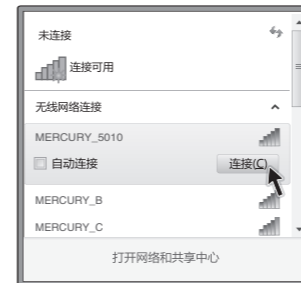 未连接
连接可用
无线网络连接
MERCURY_5010
自动连接
连接(C)
MERCURY_B
MERCURY_C
打开网络和共享中心